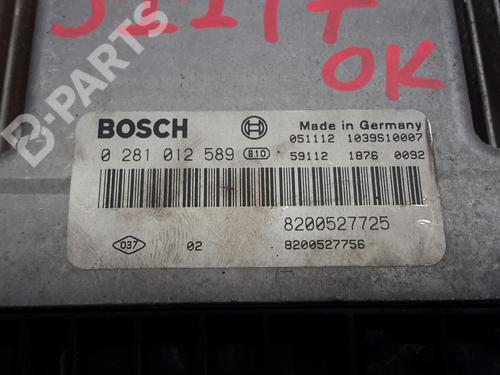 OK
B-PARTS
BOSCH
Made in Germany
051112 1039S10007
0 281 012 589 810
59112 1876 0092
8200527725
037 02 8200527756